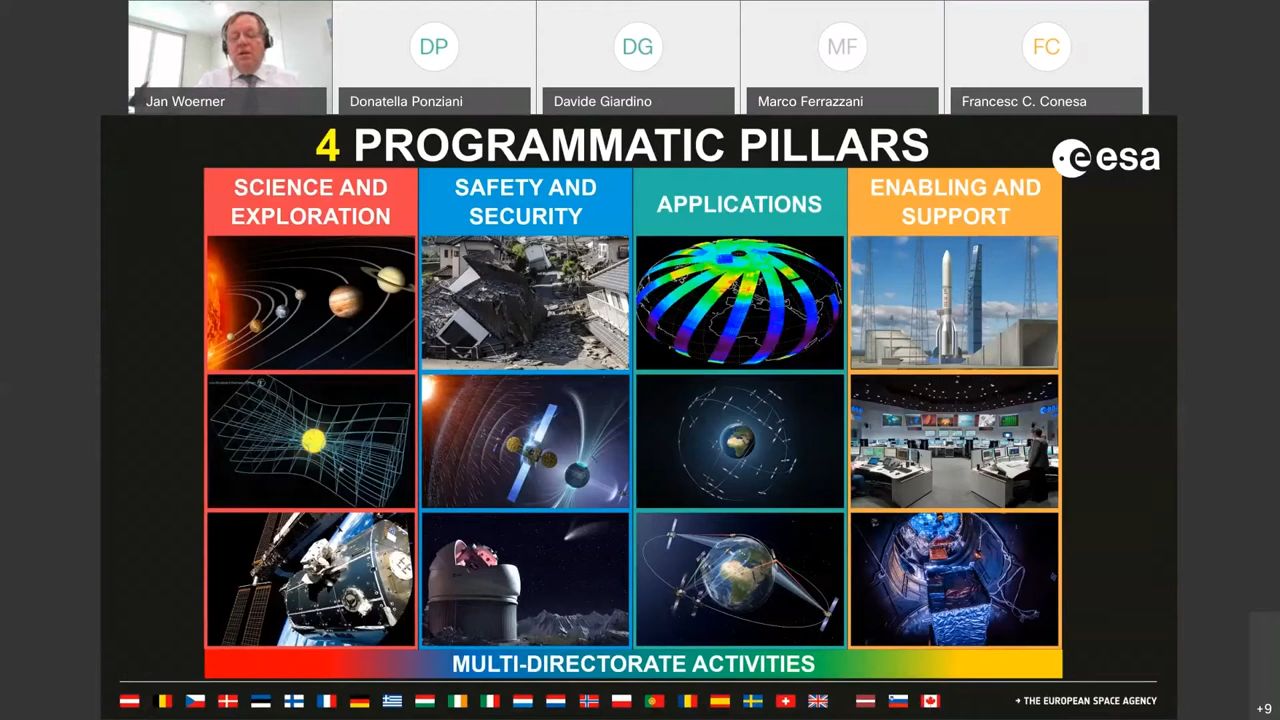 DP
DG
MF
FC
Jan Woerner
Donatella Ponziani
Davide Giardino
Marco Ferrazzani
Francesc C. Conesa
4 PROGRAMMATIC PILLARS
esa
SCIENCE AND
EXPLORATION
SAFETY AND
SECURITY
APPLICATIONS
ENABLING AND
SUPPORT
MULTI-DIRECTORATE ACTIVITIES
→ THE EUROPEAN SPACE AGENCY
+9